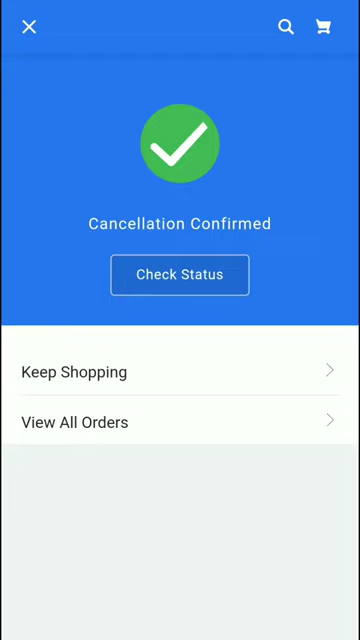 Cancellation Confirmed
Check Status
Keep Shopping
View All Orders